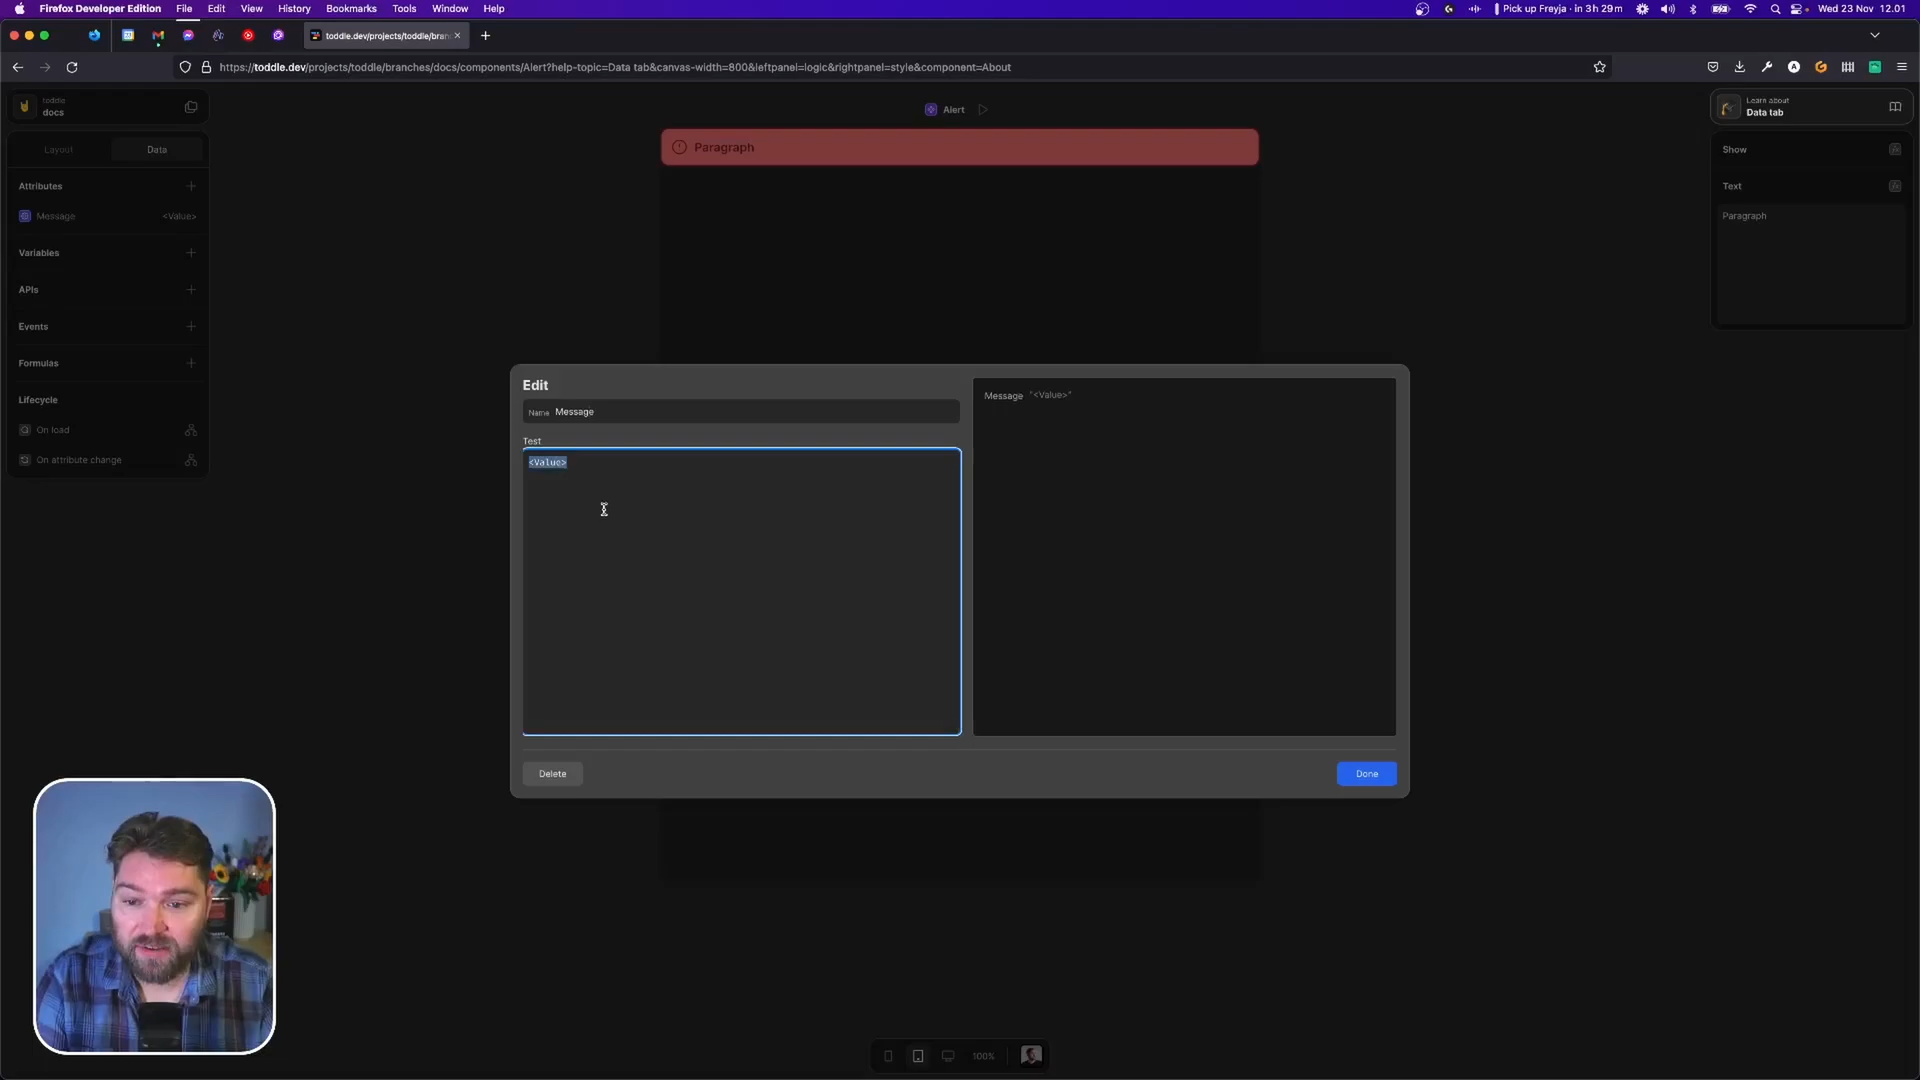 Firefox Developer Edition File Edit View History Bookmarks Tools Window Help
Pick up Freyja · in 3h 29m
Wed 23 Nov 12.01
toddle.dev/projects/toddle/bran
https://toddle.dev/projects/toddle/branches/docs/components/Alert?help-topic=Data tab&canvas-width=800&leftpanel=logic&rightpanel=style&component=About
toddle
docs
Alert
Learn about
Data tab
Layout Data
Paragraph
Show
Attributes
Text
Message <Value>
Paragraph
Variables
APIs
Events
Formulas
Lifecycle
On load
On attribute change
Edit
Name Message
Test
<Value>
Message "<Value>"
Delete
Done
100%